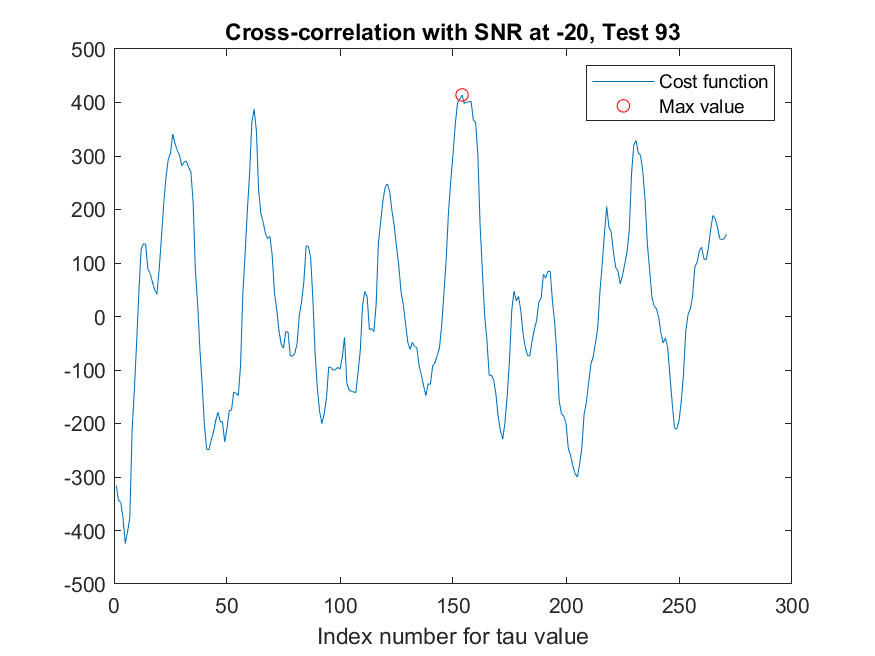 Cross-correlation with SNR at -20, Test 93
500
400
300
200
100
0
-100
-200
-300
-400
-500
Cost function
Max value
0 50 100 150 200 250 300
Index number for tau value